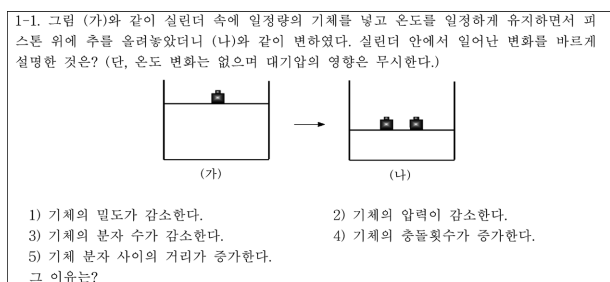 1-1. 그림 (가)와 같이 실린더 속에 일정량의 기체를 넣고 온도를 일정하게 유지하면서 피
스톤 위에 추를 올려놓았더니 (나)와 같이 변하였다. 실린더 안에서 일어난 변화를 바르게
설명한 것은? (단, 온도 변화는 없으며 대기압의 영향은 무시한다.)
(가) (나)
1) 기체의 밀도가 감소한다. 2) 기체의 압력이 감소한다.
3) 기체의 분자 수가 감소한다. 4) 기체의 충돌횟수가 증가한다.
5) 기체 분자 사이의 거리가 증가한다.
그 이유는?